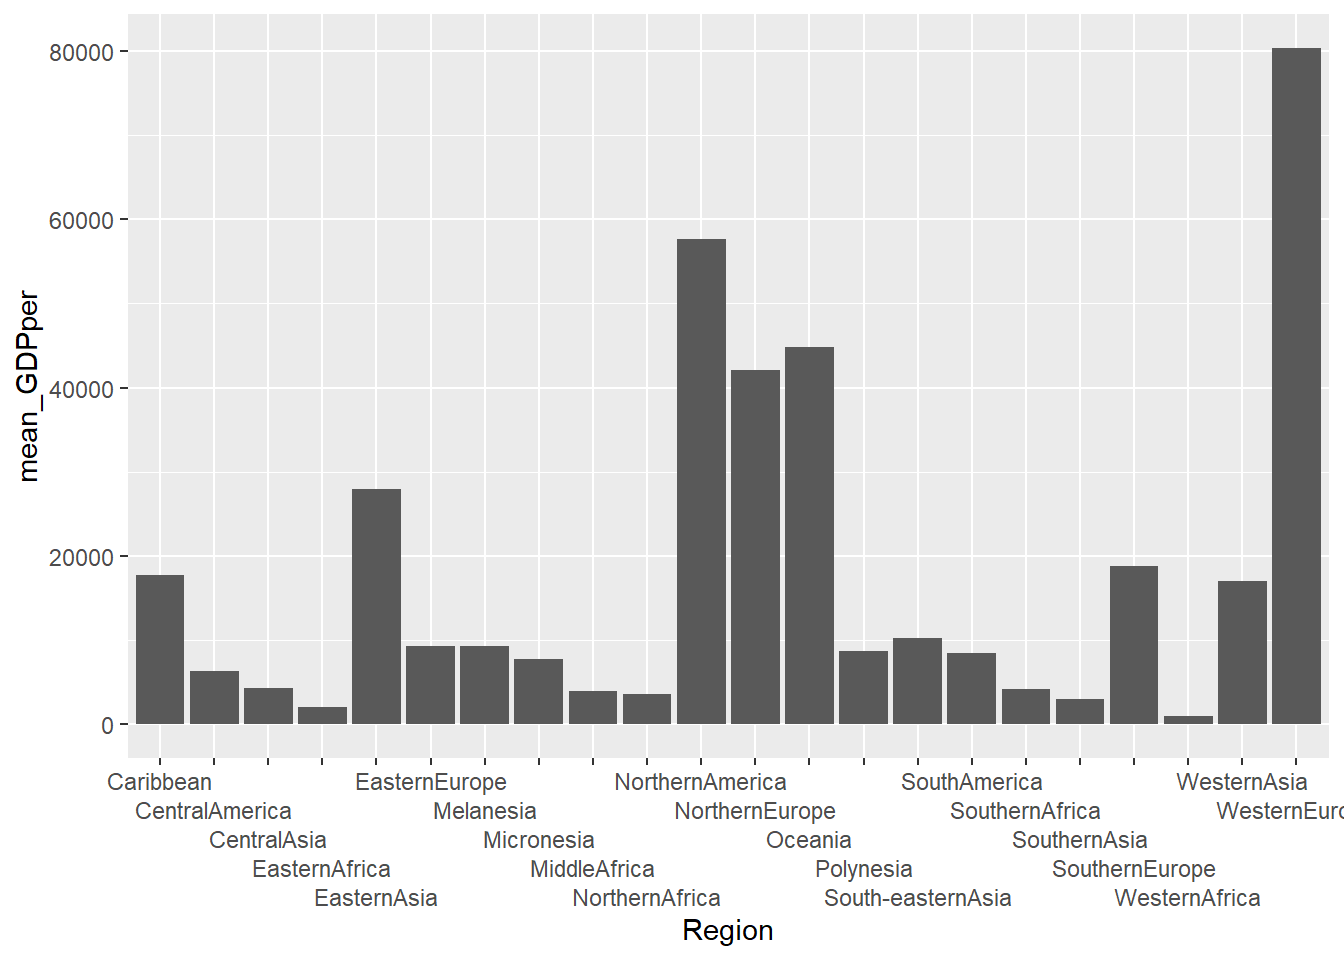 80000
60000
40000
20000
0
mean_GDPper
Caribbean EasternEurope NorthernAmerica SouthAmerica WesternAsia
CentralAmerica Melanesia NorthernEurope SouthernAfrica WesternEuro
CentralAsia Micronesia Oceania SouthernAsia
EasternAfrica MiddleAfrica Polynesia SouthernEurope
EasternAsia NorthernAfrica South-easternAsia WesternAfrica
Region